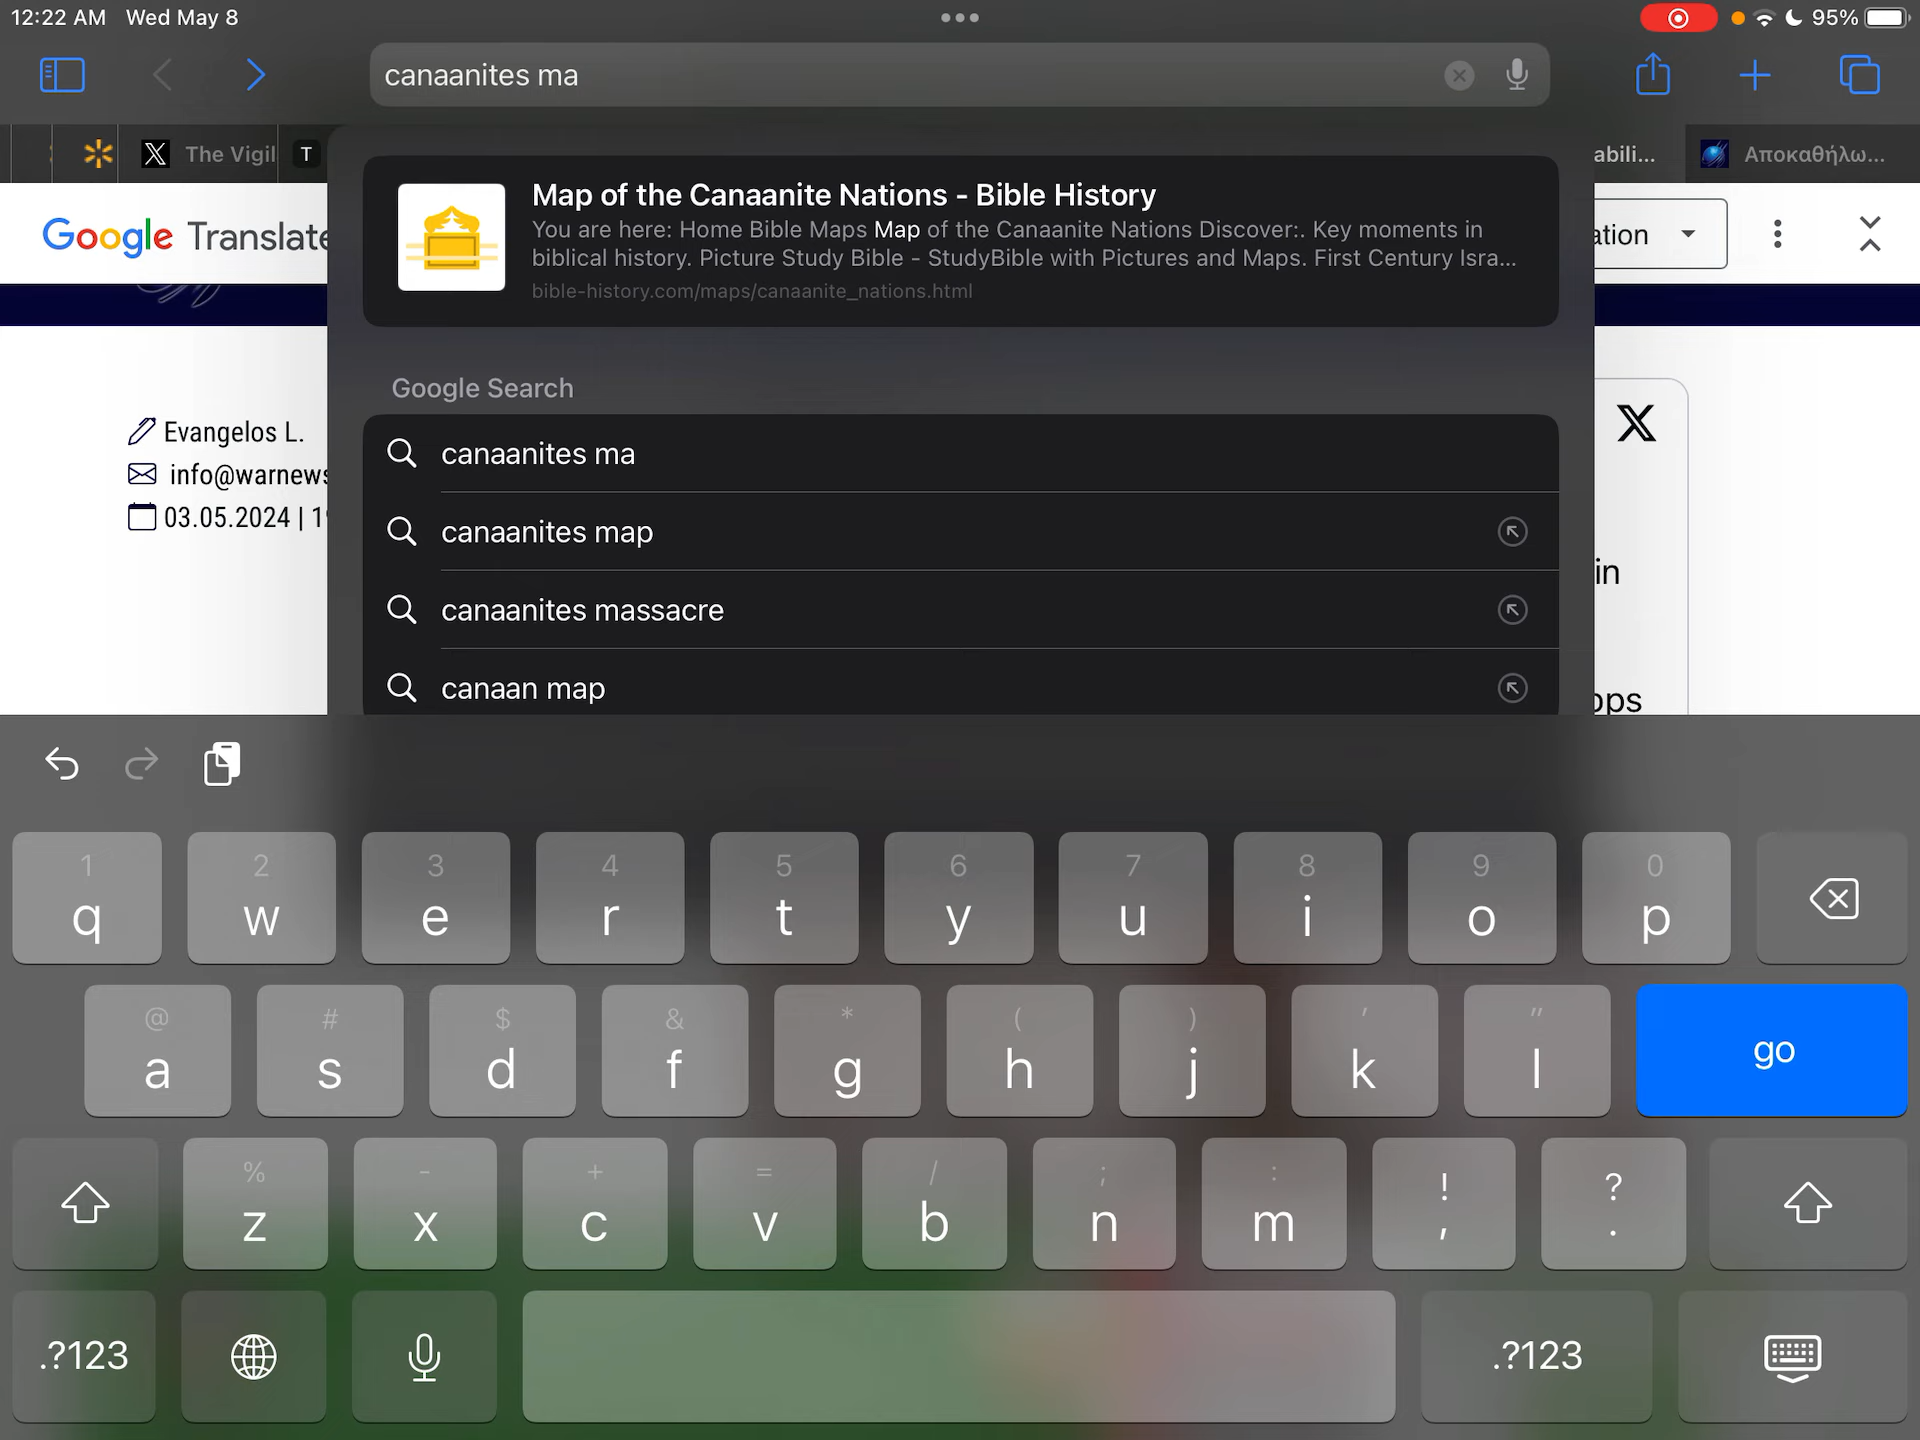 12:22 AM Wed May 8
95%
canaanites ma
The Vigil
T
abili...
Αποκαθήλω...
Google Translate
ation
Map of the Canaanite Nations - Bible History
You are here: Home Bible Maps Map of the Canaanite Nations Discover:. Key moments in
biblical history. Picture Study Bible - StudyBible with Pictures and Maps. First Century Isra...
bible-history.com/maps/canaanite_nations.html
Google Search
canaanites ma
canaanites map
canaanites massacre
canaan map
Evangelos L.
info@warnews
03.05.2024 | 1
in
ops
1 2 3 4 5 6 7 8 9 0
q w e r t y u i o p
@ # $ & * ( ) ' "
a s d f g h j k l go
% - + = / ; : ! ?
z x c v b n m , .
.?123 .?123